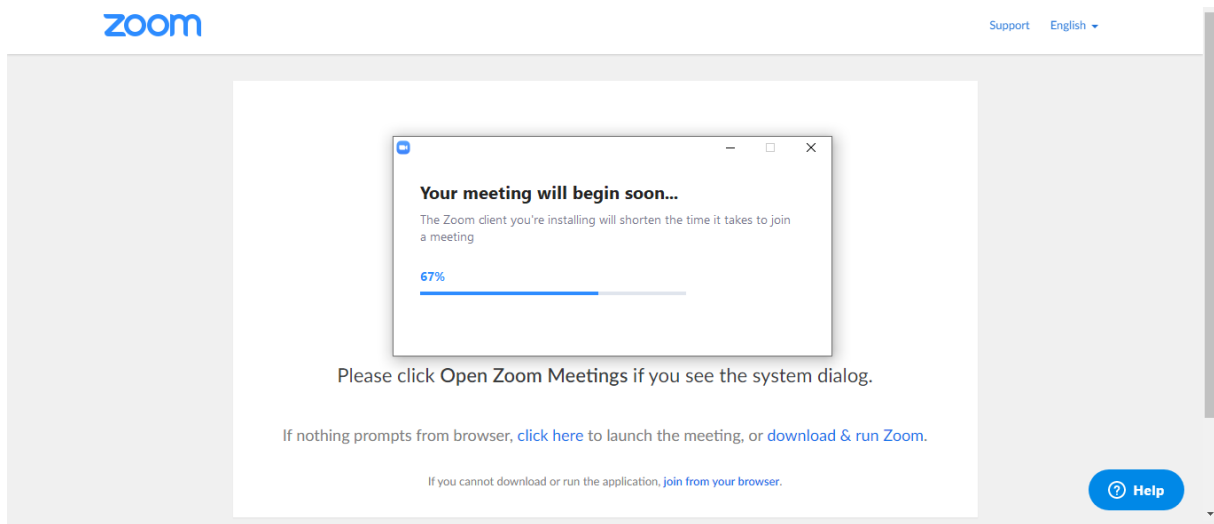 zoom
Support English
Your meeting will begin soon...
The Zoom client you're installing will shorten the time it takes to join
a meeting
67%
Please click Open Zoom Meetings if you see the system dialog.
If nothing prompts from browser, click here to launch the meeting, or download & run Zoom.
If you cannot download or run the application, join from your browser.
Help